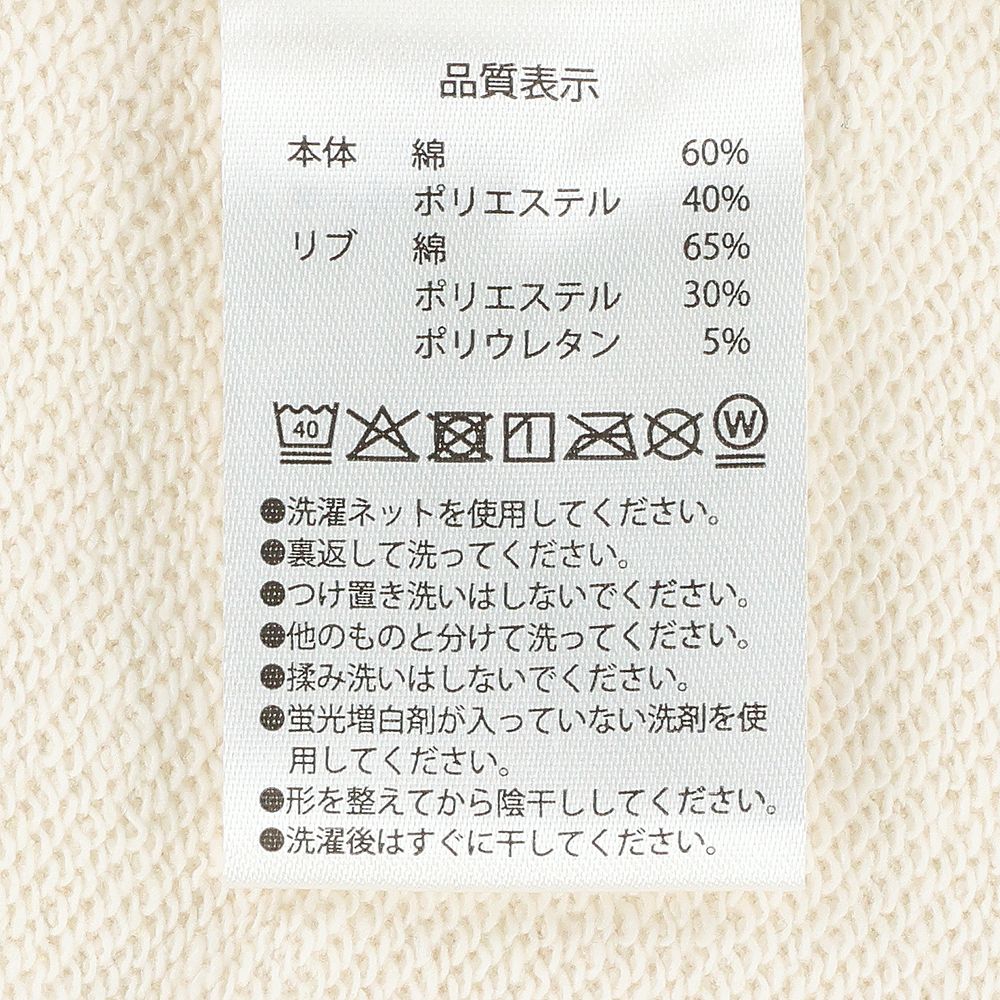 品質表示
本体 綿 60%
ポリエステル 40%
リブ 綿 65%
ポリエステル 30%
ポリウレタン 5%
40 W
●洗濯ネットを使用してください。
●裏返して洗ってください。
●つけ置き洗いはしないでください。
●他のものと分けて洗ってください。
●揉み洗いはしないでください。
●蛍光増白剤が入っていない洗剤を使
用してください。
●形を整えてから陰干ししてください。
●洗濯後はすぐに干してください。